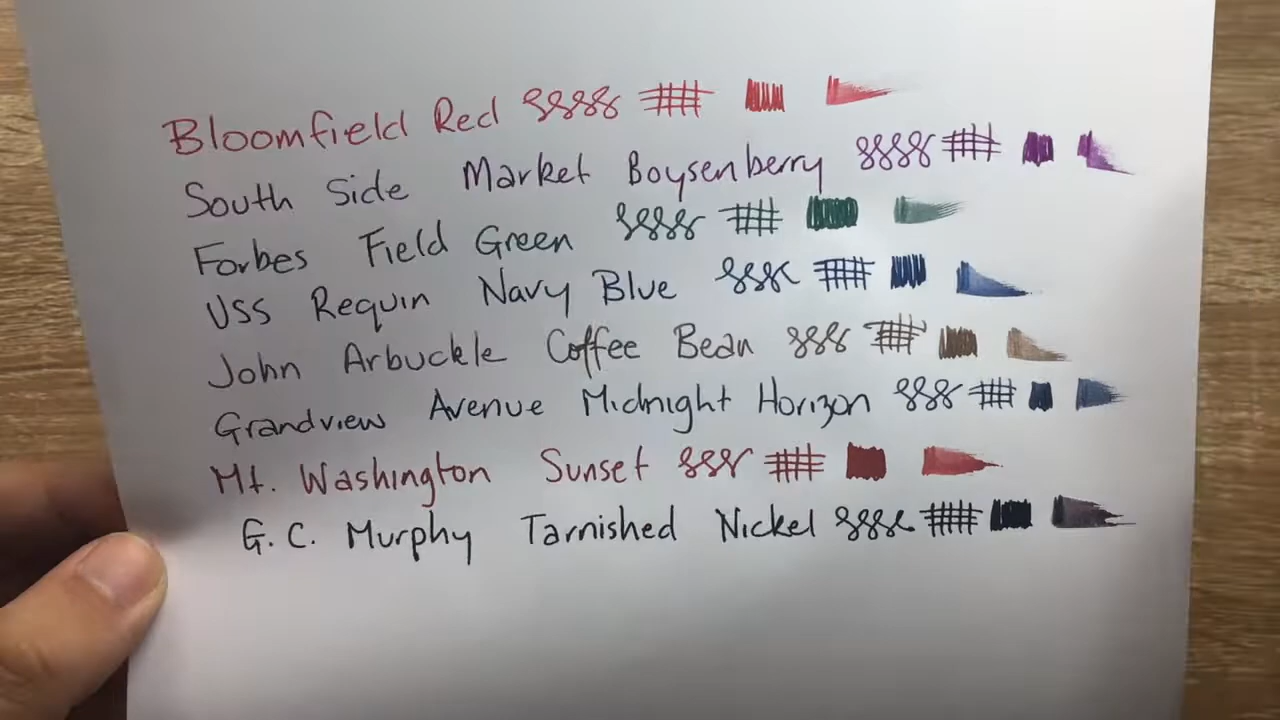 Bloomfield Red
South Side Market Boysenberry
Forbes Field Green
USS Requin Navy Blue
John Arbuckle Coffee Bean
Grandview Avenue Midnight Horizon
Mt. Washington Sunset
G. C. Murphy Tarnished Nickel